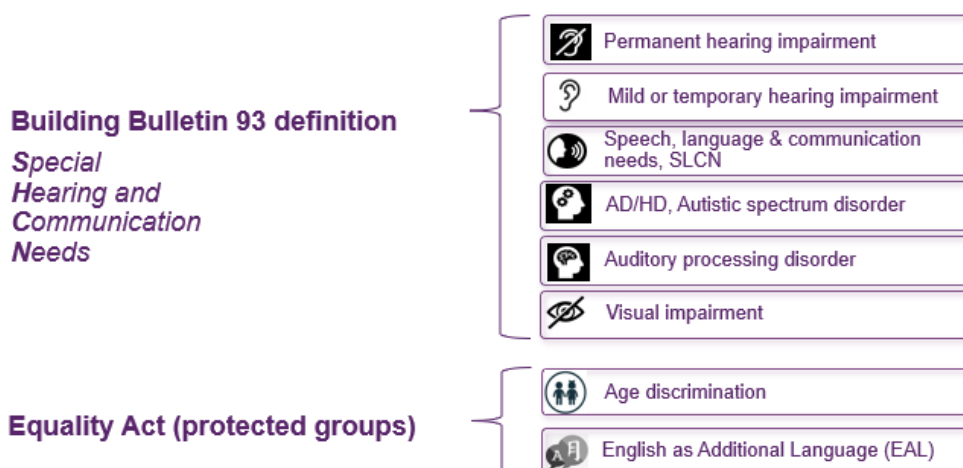 Building Bulletin 93 definition
Special
Hearing and
Communication
Needs
Permanent hearing impairment
Mild or temporary hearing impairment
Speech, language & communication
needs, SLCN
AD/HD, Autistic spectrum disorder
Auditory processing disorder
Visual impairment
Equality Act (protected groups)
Age discrimination
English as Additional Language (EAL)